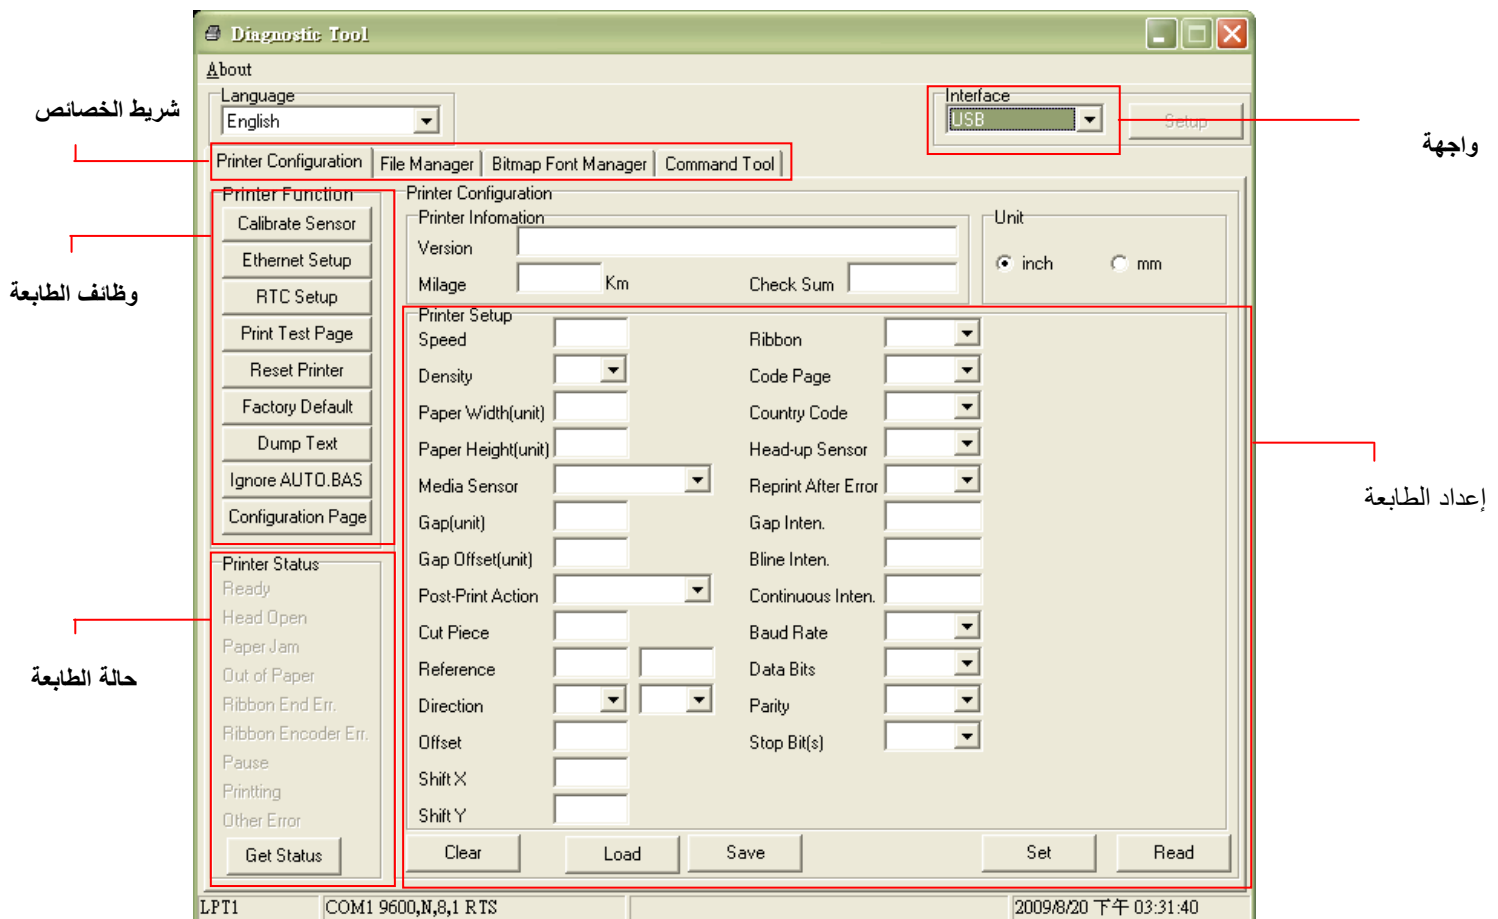 Diagnostic Tool
About
Language
English
Interface
USB
Setup
شريط الخصائص
واجهة
Printer Configuration
File Manager
Bitmap Font Manager
Command Tool
Printer Function
Calibrate Sensor
Ethernet Setup
RTC Setup
Print Test Page
Reset Printer
Factory Default
Dump Text
Ignore AUTO.BAS
Configuration Page
وظائف الطابعة
Printer Status
Ready
Head Open
Paper Jam
Out of Paper
Ribbon End Err.
Ribbon Encoder Err.
Pause
Printting
Other Error
Get Status
حالة الطابعة
Printer Configuration
Printer Infomation
Version
Milage
Km
Check Sum
Unit
inch
mm
Printer Setup
Speed
Density
Paper Width(unit)
Paper Height(unit)
Media Sensor
Gap(unit)
Gap Offset(unit)
Post-Print Action
Cut Piece
Reference
Direction
Offset
Shift X
Shift Y
Ribbon
Code Page
Country Code
Head-up Sensor
Reprint After Error
Gap Inten.
Bline Inten.
Continuous Inten.
Baud Rate
Data Bits
Parity
Stop Bit(s)
إعداد الطابعة
Clear
Load
Save
Set
Read
LPT1
COM1 9600,N,8,1 RTS
2009/8/20 下午 03:31:40